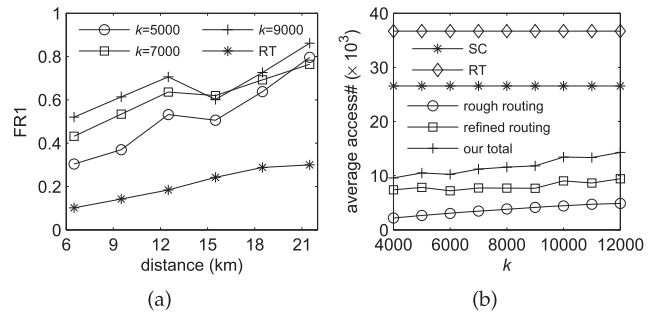 k=5000
k=9000
k=7000
RT
FR1
1
0.8
0.6
0.4
0.2
0
6
9
12
15
18
21
distance (km)
(a)
average access# (× 10³)
40
30
20
10
0
SC
RT
rough routing
refined routing
our total
4000
6000
8000
10000
12000
k
(b)